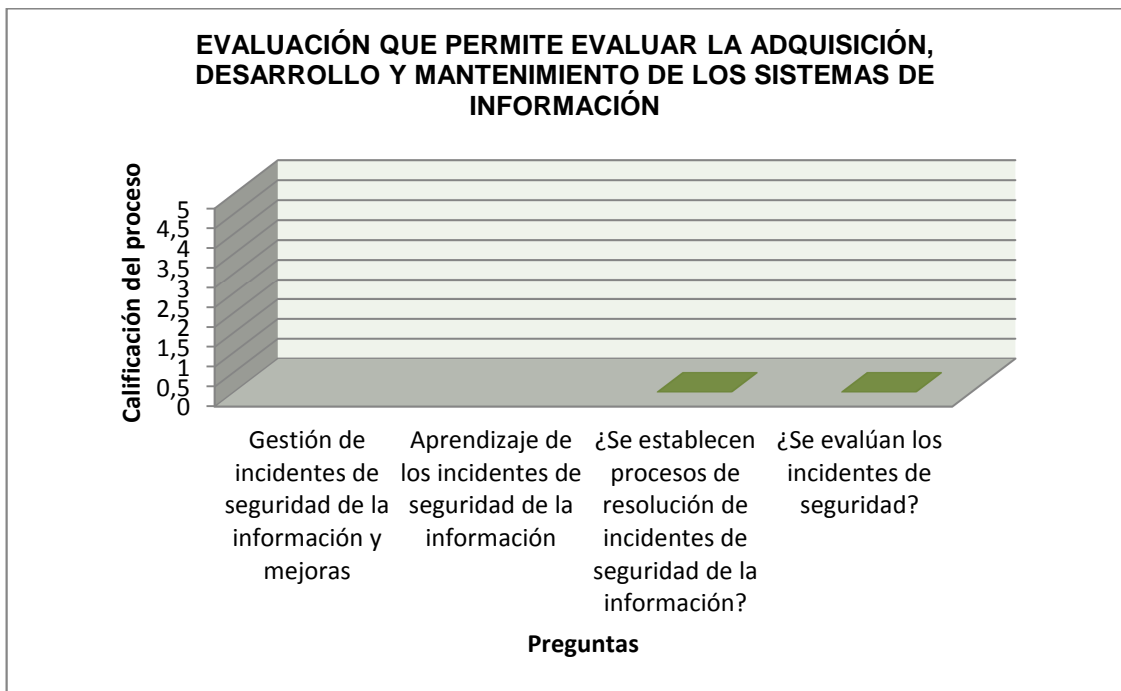 EVALUACIÓN QUE PERMITE EVALUAR LA ADQUISICIÓN,
DESARROLLO Y MANTENIMIENTO DE LOS SISTEMAS DE
INFORMACIÓN
Calificación del proceso
5
4,5
4
3,5
3
2,5
2
1,5
1
0,5
0
Gestión de
incidentes de
seguridad de la
información y
mejoras
Aprendizaje de
los incidentes de
seguridad de la
información
¿Se establecen
procesos de
resolución de
incidentes de
seguridad de la
información?
¿Se evalúan los
incidentes de
seguridad?
Preguntas